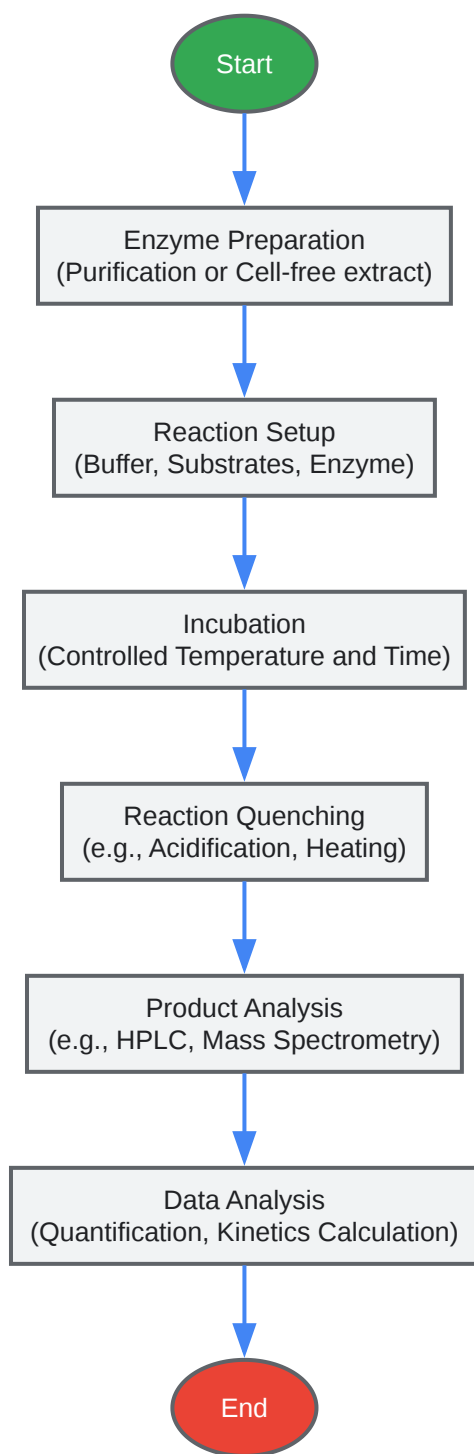 Start
Enzyme Preparation
(Purification or Cell-free extract)
Reaction Setup
(Buffer, Substrates, Enzyme)
Incubation
(Controlled Temperature and Time)
Reaction Quenching
(e.g., Acidification, Heating)
Product Analysis
(e.g., HPLC, Mass Spectrometry)
Data Analysis
(Quantification, Kinetics Calculation)
End